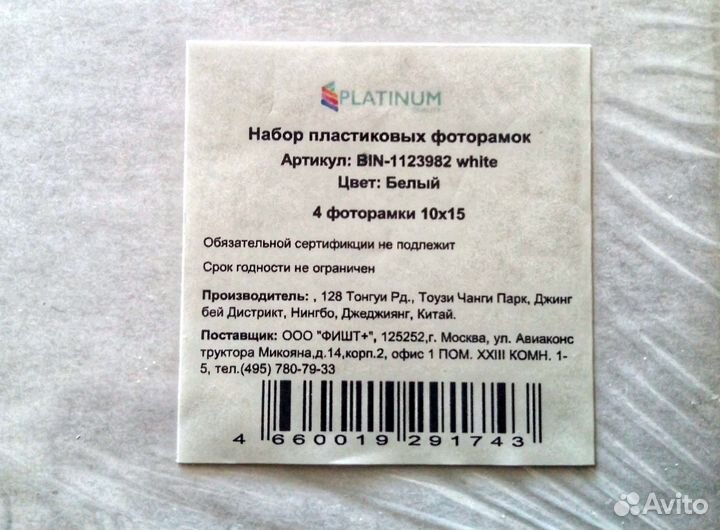 PLATINUM
Набор пластиковых фоторамок
Артикул: BIN-1123982 white
Цвет: Белый
4 фоторамки 10х15
Обязательной сертификции не подлежит
Срок годности не ограничен
Производитель: , 128 Тонгуи Рд., Тоузи Чанги Парк, Джинг
бей Дистрикт, Нингбо, Джеджиянг, Китай.
Поставщик: ООО "ФИШТ+", 125252,г. Москва, ул. Авиаконс
труктора Микояна,д.14,корп.2, офис 1 ПОМ. XXIII КОМН. 1-
5, тел.(495) 780-79-33
4 660019 291743
Avito